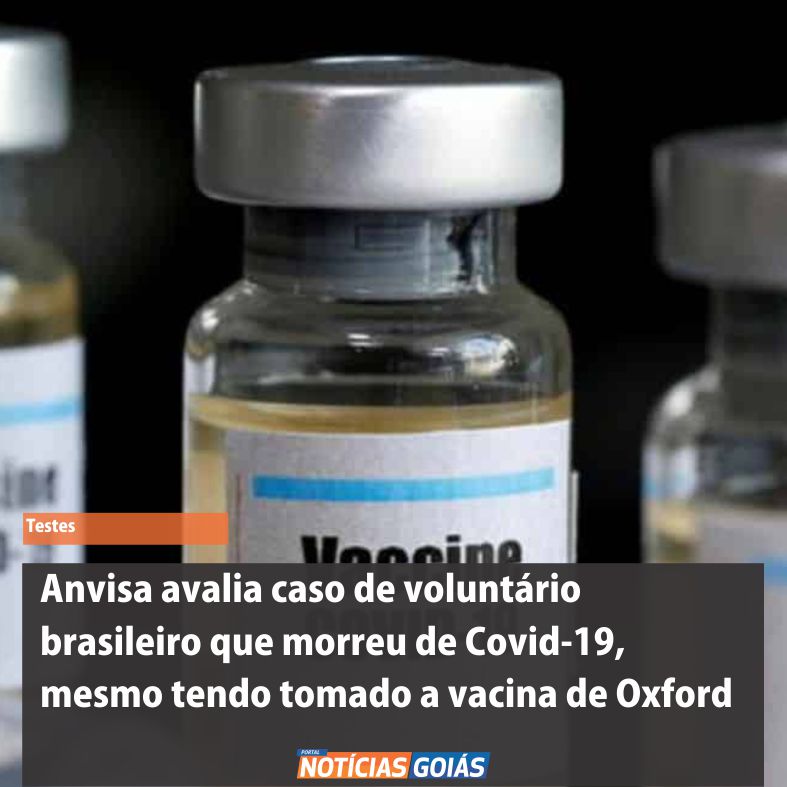 Vaccine
Testes
Anvisa avalia caso de voluntário
brasileiro que morreu de Covid-19,
mesmo tendo tomado a vacina de Oxford
PORTAL
NOTÍCIAS GOIÁS